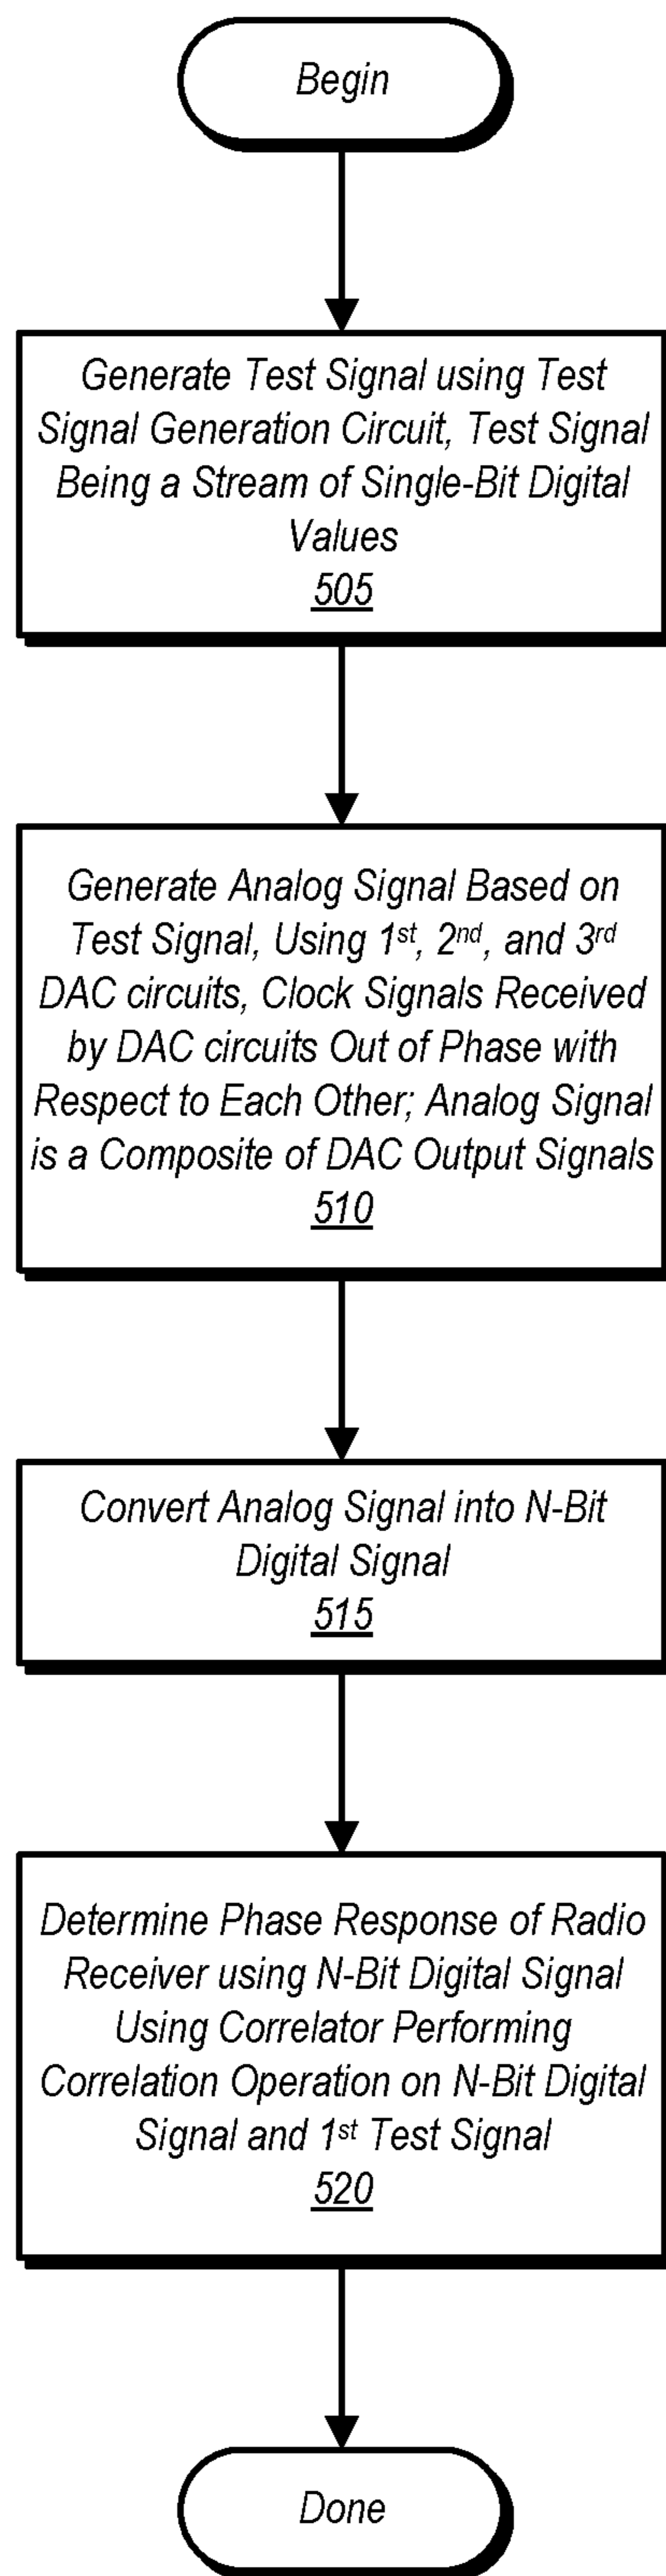 Begin
Generate Test Signal using Test
Signal Generation Circuit, Test Signal
Being a Stream of Single-Bit Digital
Values
505
Generate Analog Signal Based on
Test Signal, Using 1st, 2nd, and 3rd
DAC circuits, Clock Signals Received
by DAC circuits Out of Phase with
Respect to Each Other; Analog Signal
is a Composite of DAC Output Signals
510
Convert Analog Signal into N-Bit
Digital Signal
515
Determine Phase Response of Radio
Receiver using N-Bit Digital Signal
Using Correlator Performing
Correlation Operation on N-Bit Digital
Signal and 1st Test Signal
520
Done